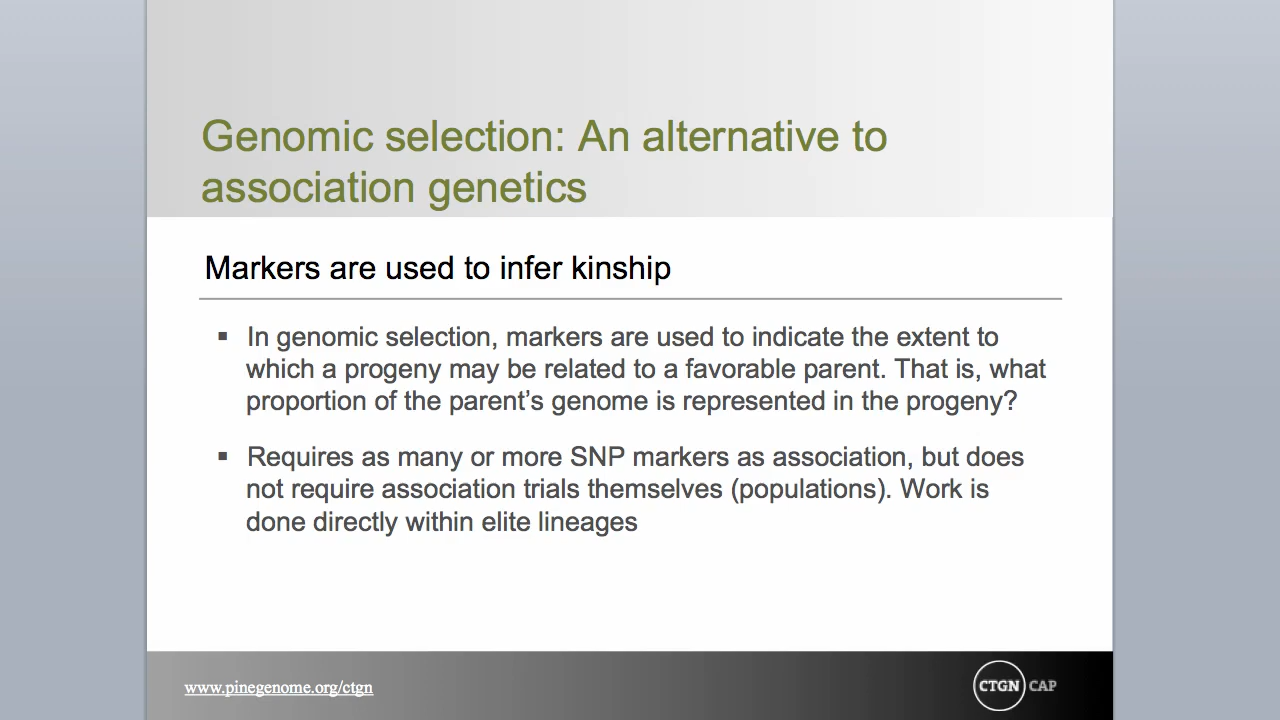 Genomic selection: An alternative to
association genetics
Markers are used to infer kinship
▪ In genomic selection, markers are used to indicate the extent to
which a progeny may be related to a favorable parent. That is, what
proportion of the parent’s genome is represented in the progeny?
▪ Requires as many or more SNP markers as association, but does
not require association trials themselves (populations). Work is
done directly within elite lineages
www.pinegenome.org/ctgn
CTGN CAP